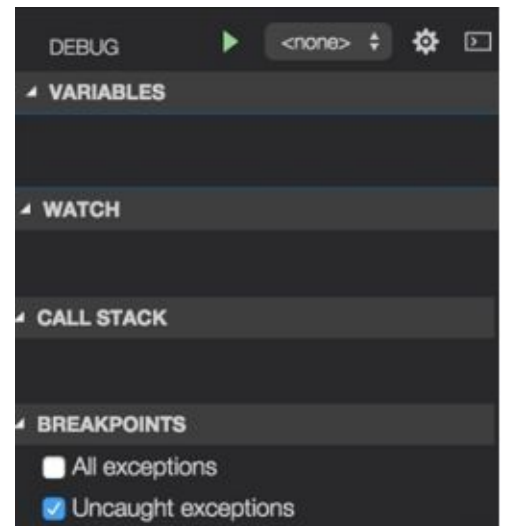 DEBUG <none>
VARIABLES
WATCH
CALL STACK
BREAKPOINTS
All exceptions
Uncaught exceptions